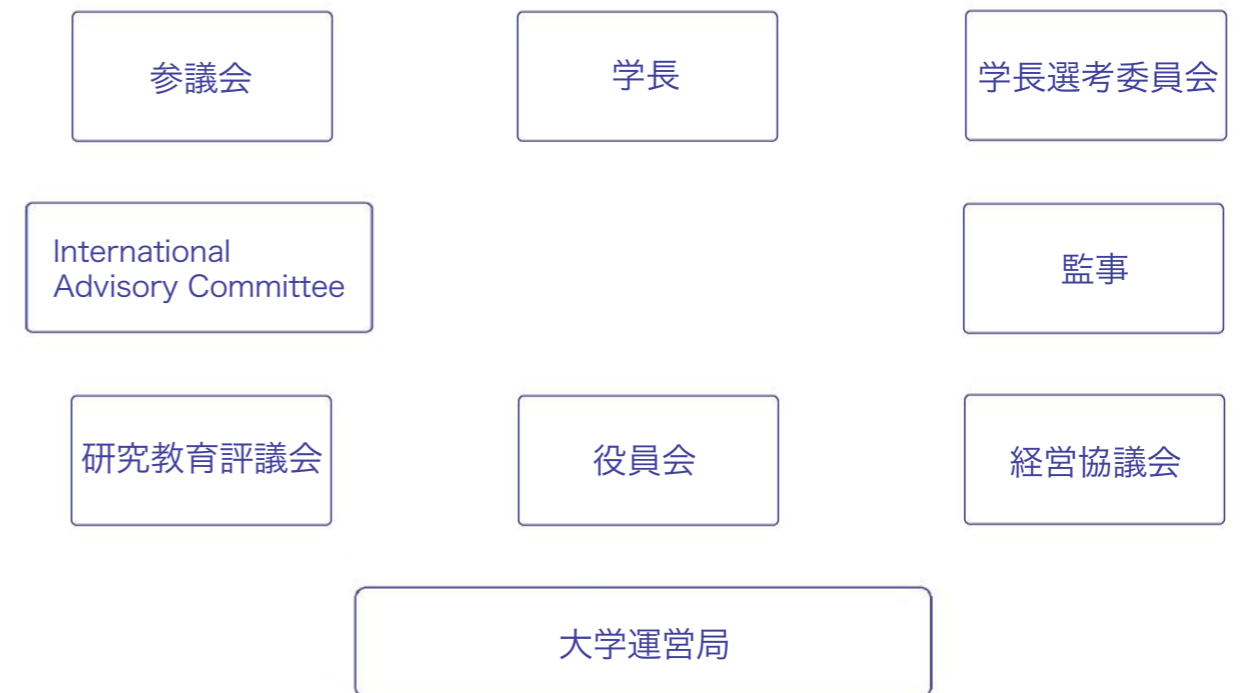 参議会
学長
学長選考委員会
International
Advisory Committee
監事
研究教育評議会
役員会
経営協議会
大学運営局